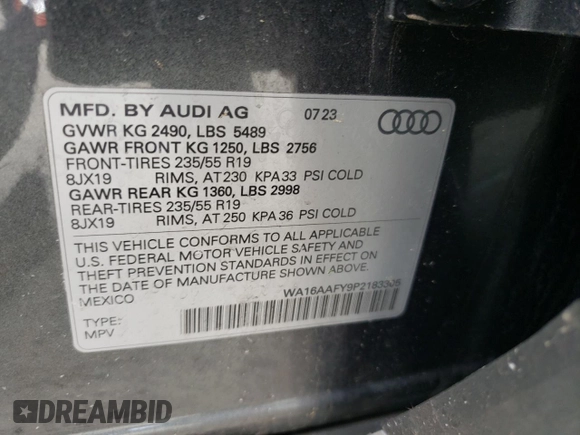 MFD. BY AUDI AG 07 23
GVWR KG 2490, LBS 5489
GAWR FRONT KG 1250, LBS 2756
FRONT-TIRES 235/55 R19
8JX19 RIMS, AT 230 KPA 33 PSI COLD
GAWR REAR KG 1360, LBS 2998
REAR-TIRES 235/55 R19
8JX19 RIMS, AT 250 KPA 36 PSI COLD
THIS VEHICLE CONFORMS TO ALL APPLICABLE
U.S. FEDERAL MOTOR VEHICLE SAFETY AND
THEFT PREVENTION STANDARDS IN EFFECT ON
THE DATE OF MANUFACTURE SHOWN ABOVE.
MEXICO
TYPE:
MPV
DREAMBID